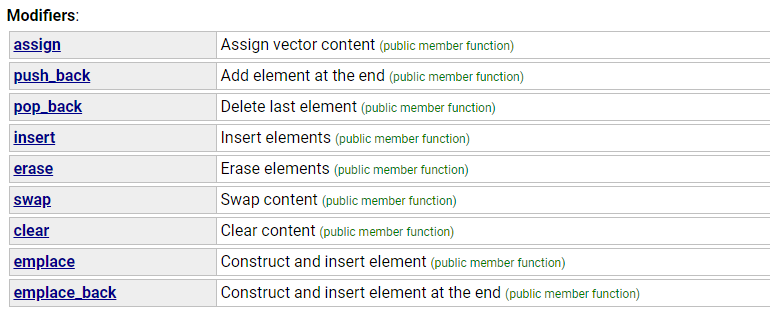 Modifiers:
assign Assign vector content (public member function)
push_back Add element at the end (public member function)
pop_back Delete last element (public member function)
insert Insert elements (public member function)
erase Erase elements (public member function)
swap Swap content (public member function)
clear Clear content (public member function)
emplace Construct and insert element (public member function)
emplace_back Construct and insert element at the end (public member function)